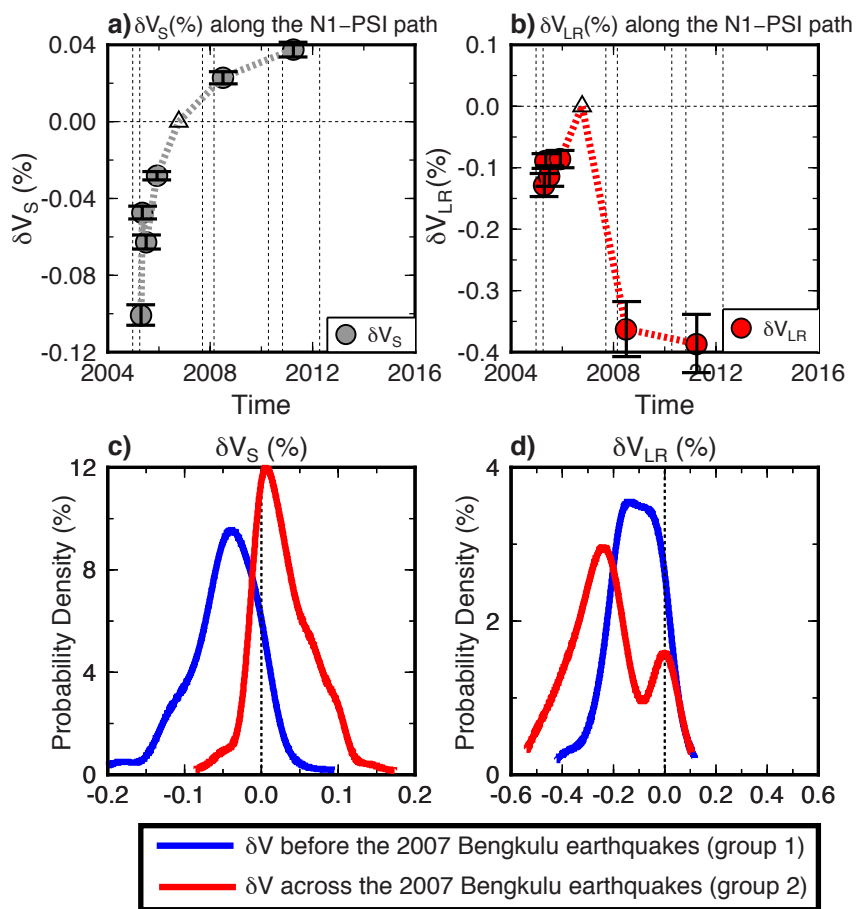 a) δVS(%) along the N1−PSI path
0.04
0.00
-0.04
-0.08
-0.12
δVS (%)
δVS
2004 2008 2012 2016
Time
b) δVLR(%) along the N1−PSI path
0.1
0.0
-0.1
-0.2
-0.3
-0.4
δVLR(%)
δVLR
2004 2008 2012 2016
Time
c) δVS (%)
12
9
6
3
0
Probability Density (%)
-0.2 -0.1 0.0 0.1 0.2
d) δVLR (%)
4
2
0
Probability Density (%)
-0.6 -0.4 -0.2 0.0 0.2 0.4 0.6
δV before the 2007 Bengkulu earthquakes (group 1)
δV across the 2007 Bengkulu earthquakes (group 2)